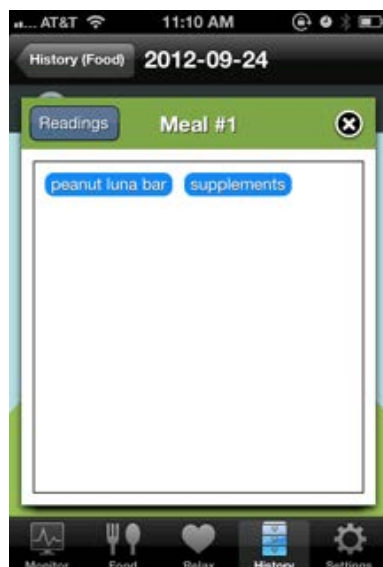 AT&T 11:10 AM
History (Food) 2012-09-24
Readings Meal #1
peanut luna bar supplements
Monitor Food Relax History Settings